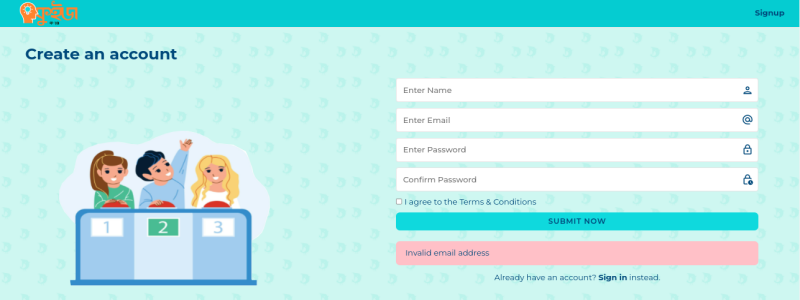 কুইজ
Signup
Create an account
Enter Name
Enter Email
Enter Password
Confirm Password
I agree to the Terms & Conditions
SUBMIT NOW
Invalid email address
Already have an account? Sign in instead.
1
2
3